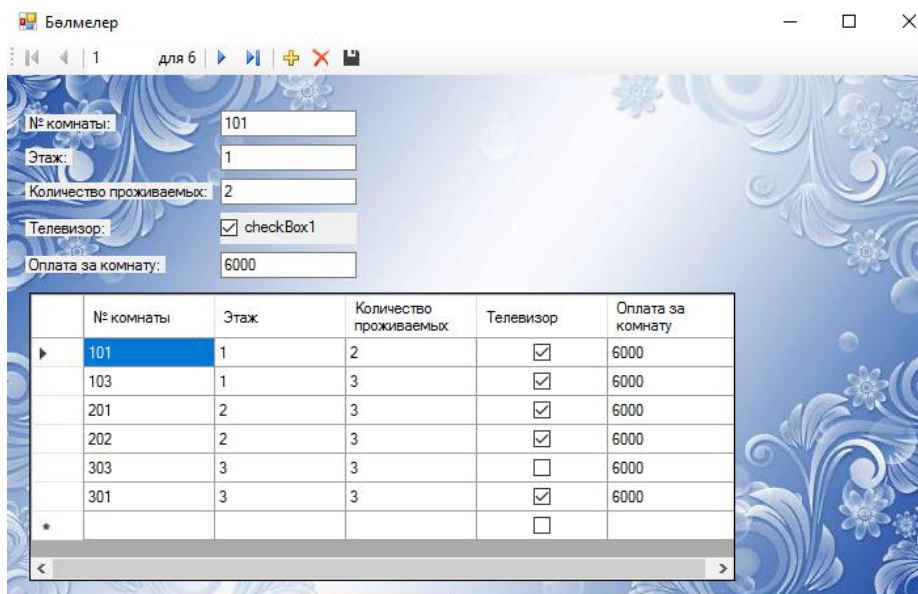 Бөлмелер
1 для 6
№ комнаты: 101
Этаж: 1
Количество проживаемых: 2
Телевизор: checkBox1
Оплата за комнату: 6000
№ комнаты Этаж Количество проживаемых Телевизор Оплата за комнату
101 1 2 6000
103 1 3 6000
201 2 3 6000
202 2 3 6000
303 3 3 6000
301 3 3 6000